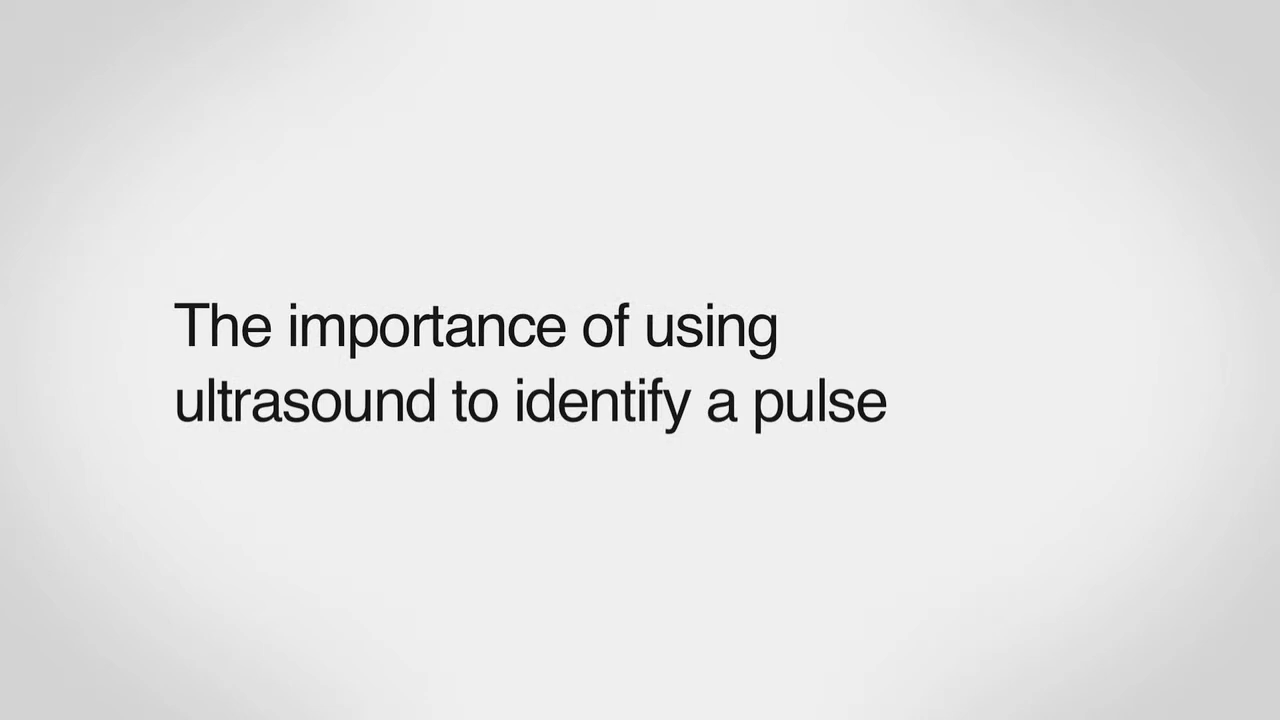 The importance of using
ultrasound to identify a pulse